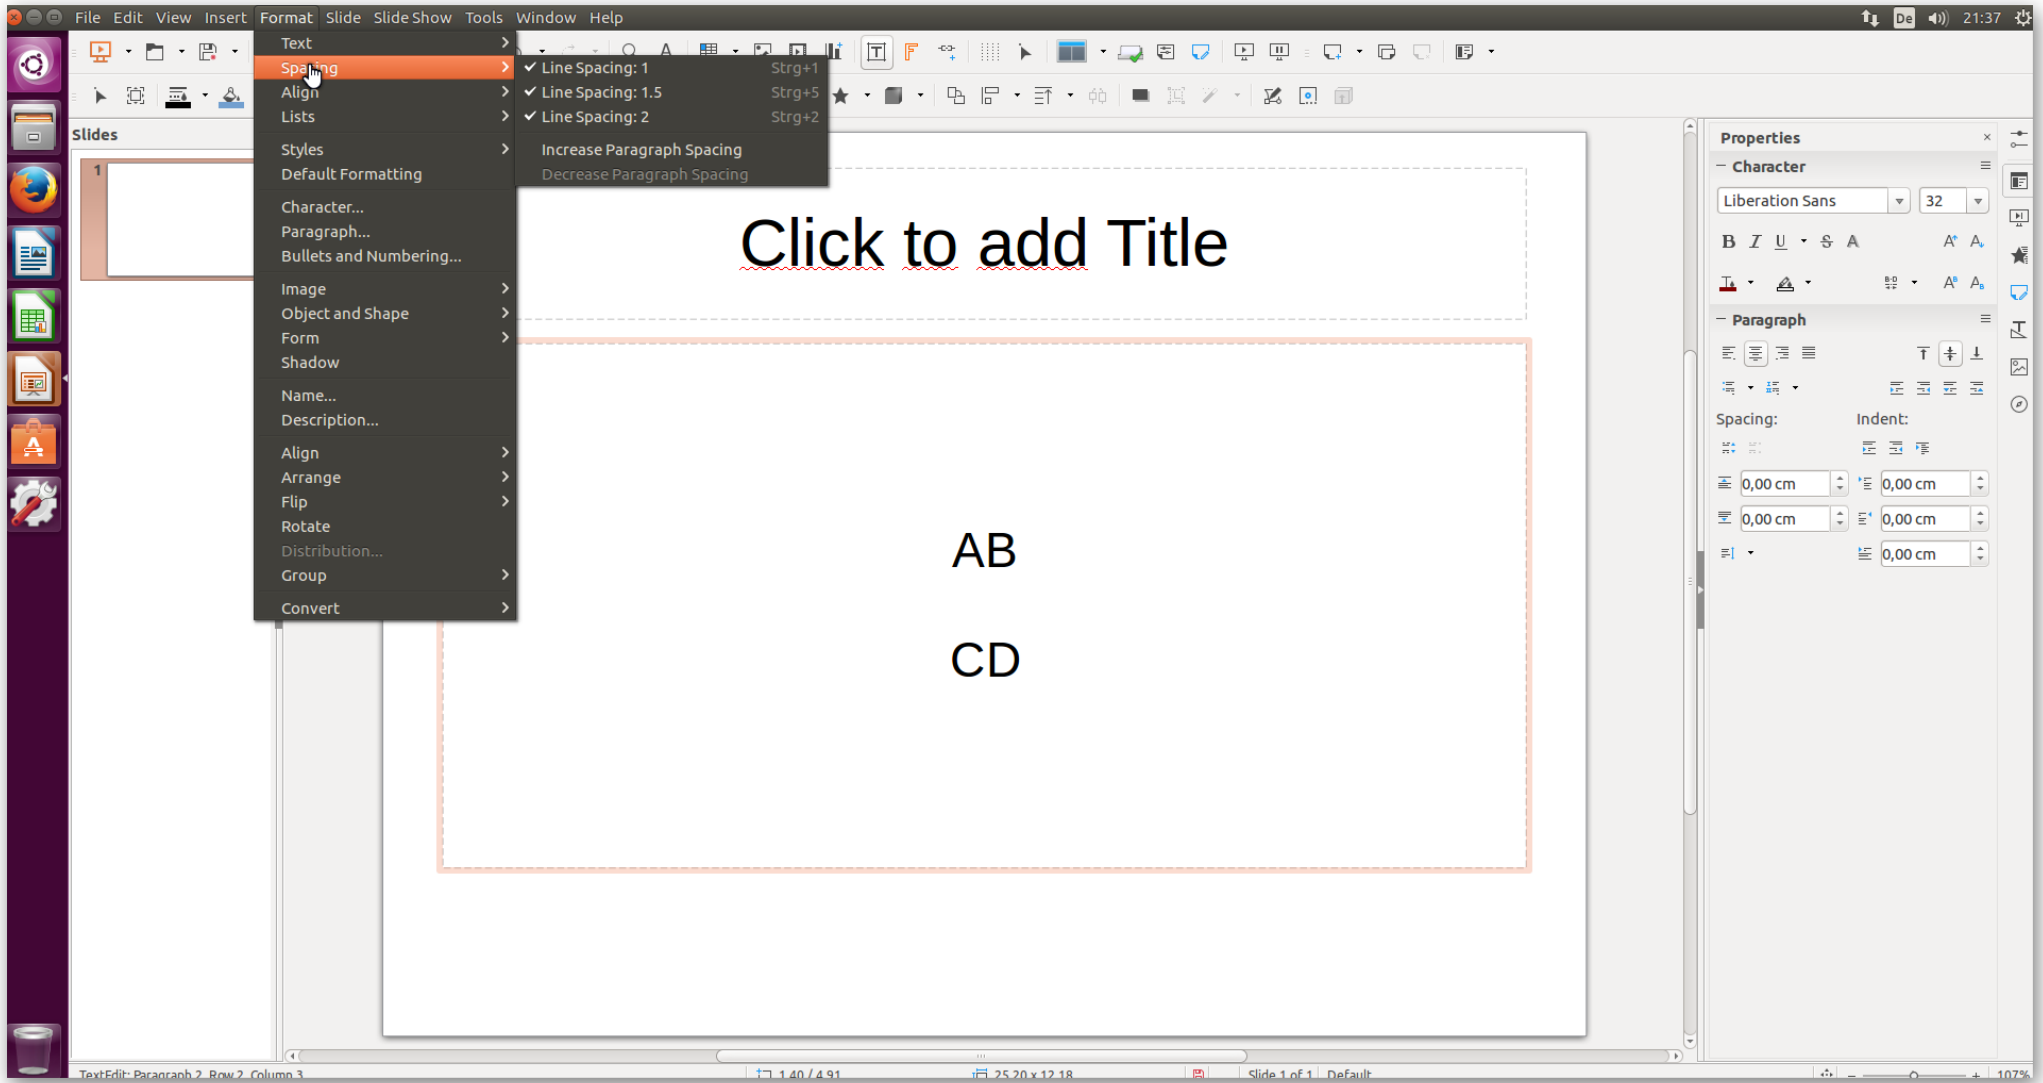 File Edit View Insert Format Slide Slide Show Tools Window Help
De 21:37
Text
Spacing
Align
Lists
Styles
Default Formatting
Character...
Paragraph...
Bullets and Numbering...
Image
Object and Shape
Form
Shadow
Name...
Description...
Align
Arrange
Flip
Rotate
Distribution...
Group
Convert
Line Spacing: 1 Strg+1
Line Spacing: 1.5 Strg+5
Line Spacing: 2 Strg+2
Increase Paragraph Spacing
Decrease Paragraph Spacing
Slides
1
Click to add Title
AB
CD
Properties
Character
Liberation Sans 32
Paragraph
Spacing: Indent:
0,00 cm 0,00 cm
0,00 cm 0,00 cm
0,00 cm
TextEdit: Paragraph 2, Row 2, Column 3 1.40 / 4.91 25.20 x 12.18 Slide 1 of 1 Default 107%